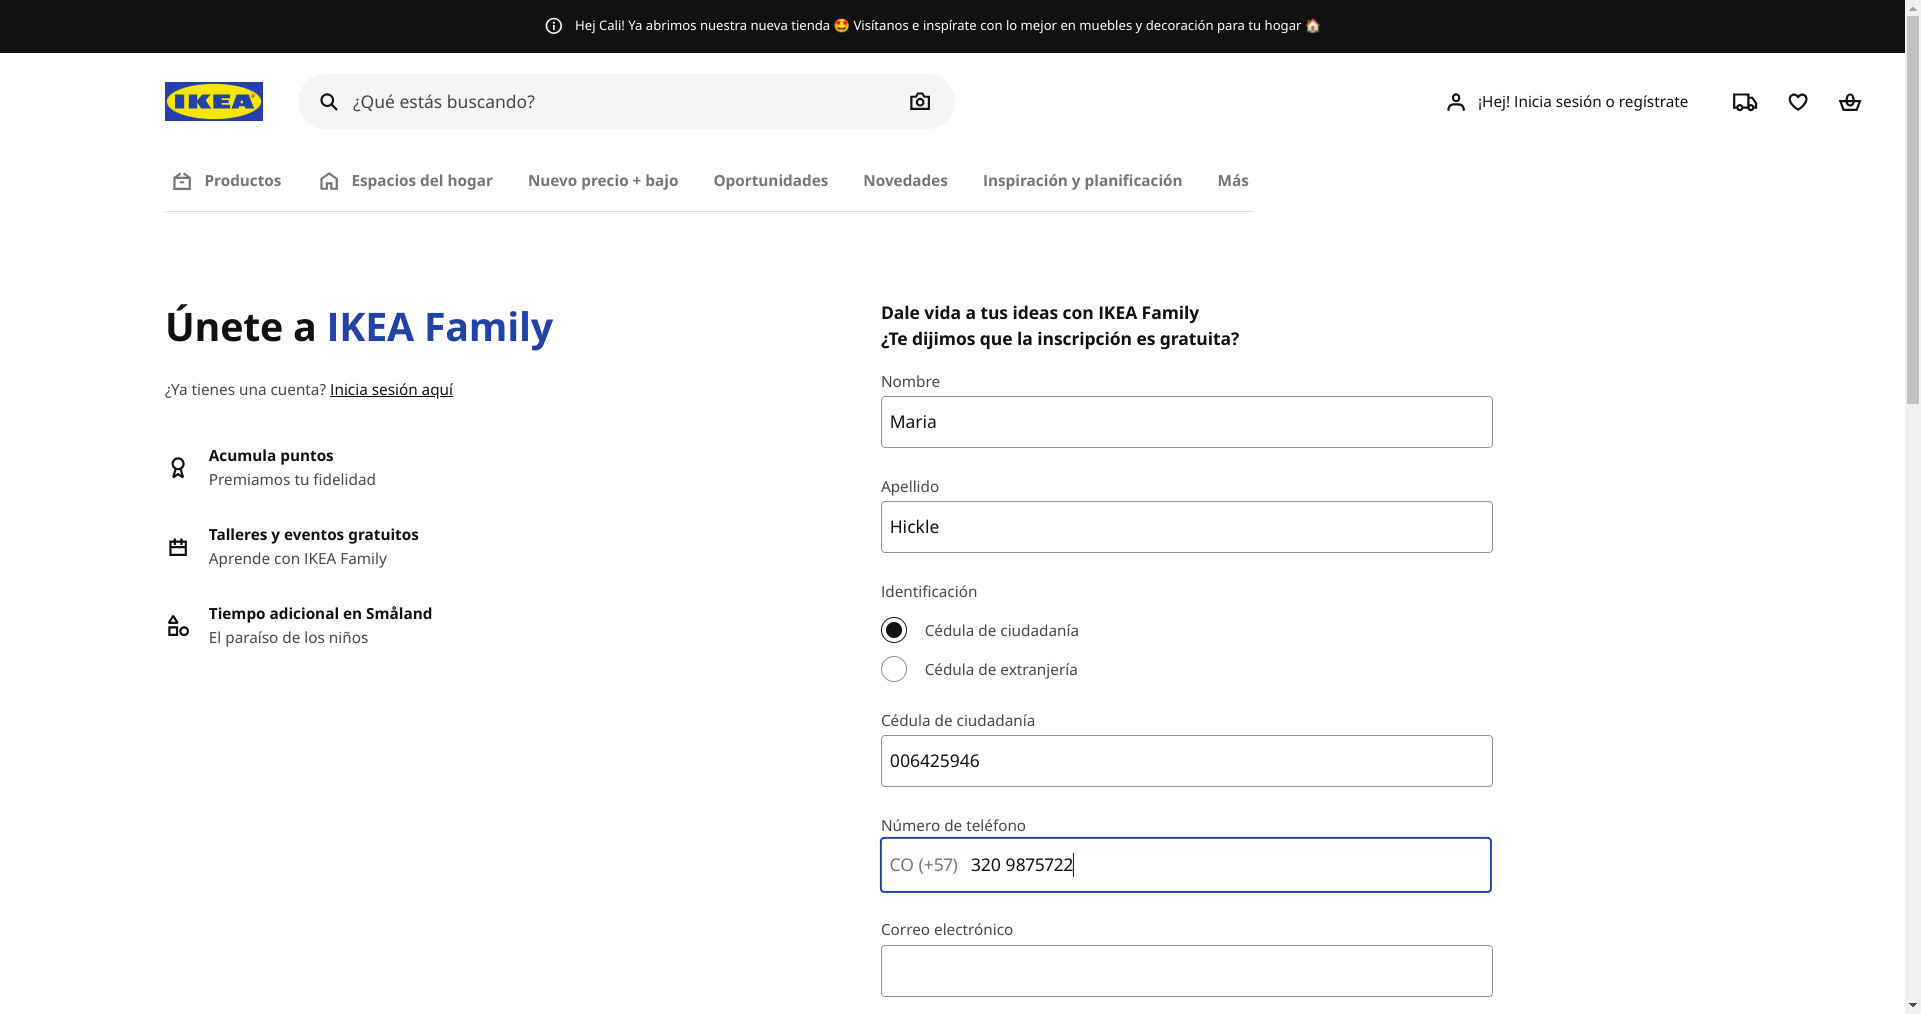 Hej Cali! Ya abrimos nuestra nueva tienda 🤩 Visítanos e inspírate con lo mejor en muebles y decoración para tu hogar 🏠
IKEA
¿Qué estás buscando?
¡Hej! Inicia sesión o regístrate
Productos
Espacios del hogar
Nuevo precio + bajo
Oportunidades
Novedades
Inspiración y planificación
Más
Únete a IKEA Family
¿Ya tienes una cuenta? Inicia sesión aquí
Acumula puntos
Premiamos tu fidelidad
Talleres y eventos gratuitos
Aprende con IKEA Family
Tiempo adicional en Småland
El paraíso de los niños
Dale vida a tus ideas con IKEA Family
¿Te dijimos que la inscripción es gratuita?
Nombre
Maria
Apellido
Hickle
Identificación
Cédula de ciudadanía
Cédula de extranjería
Cédula de ciudadanía
006425946
Número de teléfono
CO (+57) 320 9875722
Correo electrónico